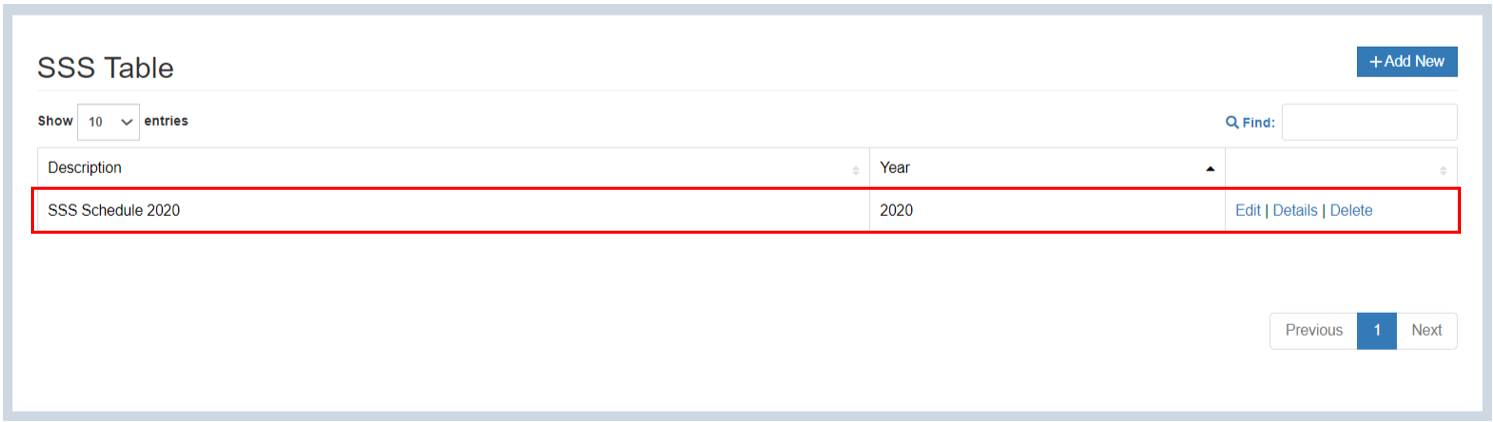 SSS Table
+Add New
Show 10 entries
Find:
Description Year
SSS Schedule 2020 2020 Edit | Details | Delete
Previous 1 Next